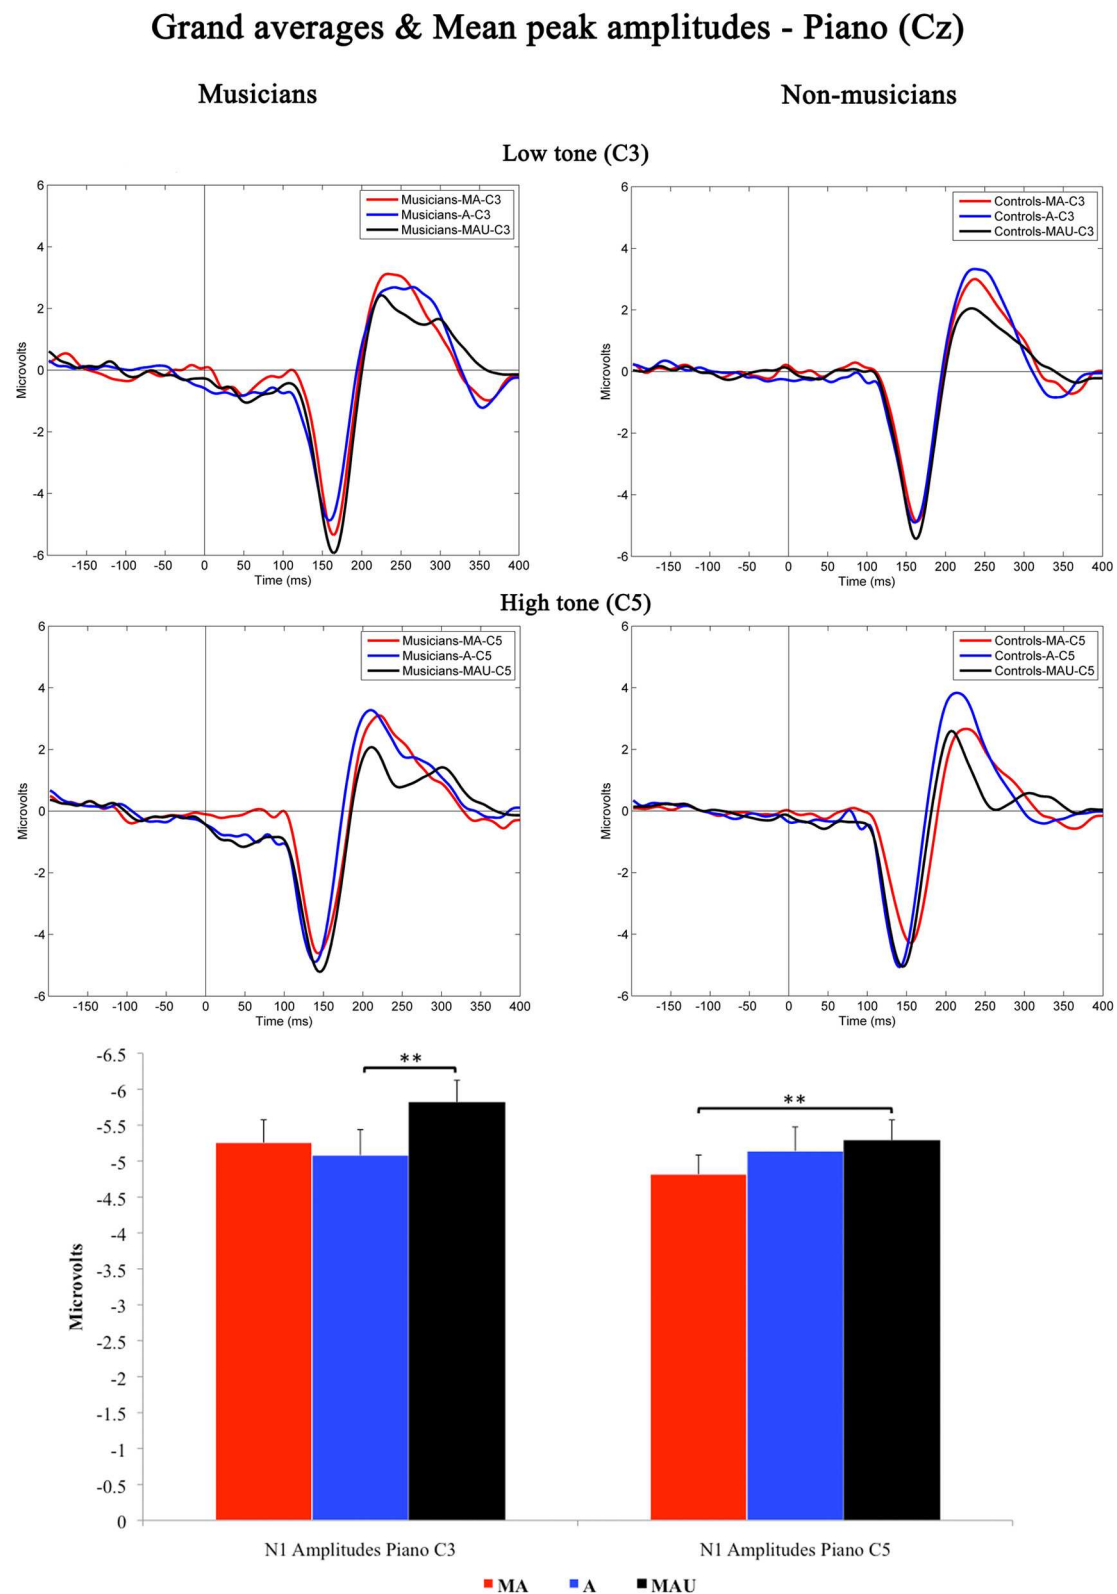 Grand averages & Mean peak amplitudes - Piano (Cz)
Musicians
Non-musicians
Low tone (C3)
Musicians-MA-C3
Musicians-A-C3
Musicians-MAU-C3
6
4
2
0
-2
-4
-6
Microvolts
-150 -100 -50 0 50 100 150 200 250 300 350 400
Time (ms)
Controls-MA-C3
Controls-A-C3
Controls-MAU-C3
6
4
2
0
-2
-4
-6
Microvolts
-150 -100 -50 0 50 100 150 200 250 300 350 400
Time (ms)
High tone (C5)
Musicians-MA-C5
Musicians-A-C5
Musicians-MAU-C5
6
4
2
0
-2
-4
-6
Microvolts
-150 -100 -50 0 50 100 150 200 250 300 350 400
Time (ms)
Controls-MA-C5
Controls-A-C5
Controls-MAU-C5
6
4
2
0
-2
-4
-6
Microvolts
-150 -100 -50 0 50 100 150 200 250 300 350 400
Time (ms)
-6.5
-6
-5.5
-5
-4.5
-4
-3.5
-3
-2.5
-2
-1.5
-1
-0.5
0
Microvolts
**
**
N1 Amplitudes Piano C3
N1 Amplitudes Piano C5
MA A MAU